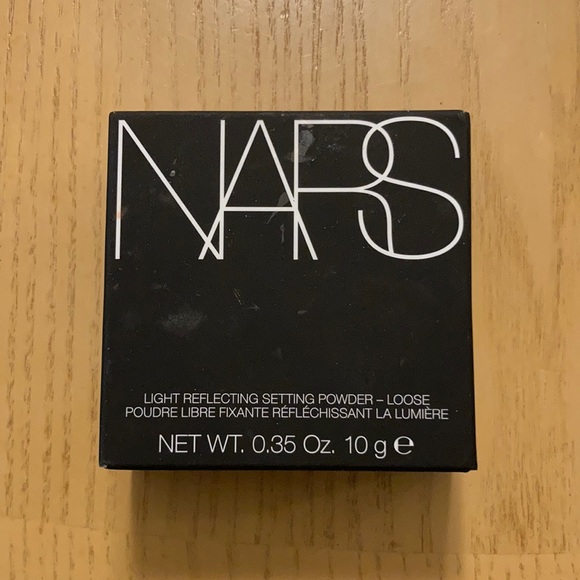 NARS
LIGHT REFLECTING SETTING POWDER – LOOSE
POUDRE LIBRE FIXANTE RÉFLÉCHISSANT LA LUMIÈRE
NET WT. 0.35 Oz. 10 g ℮